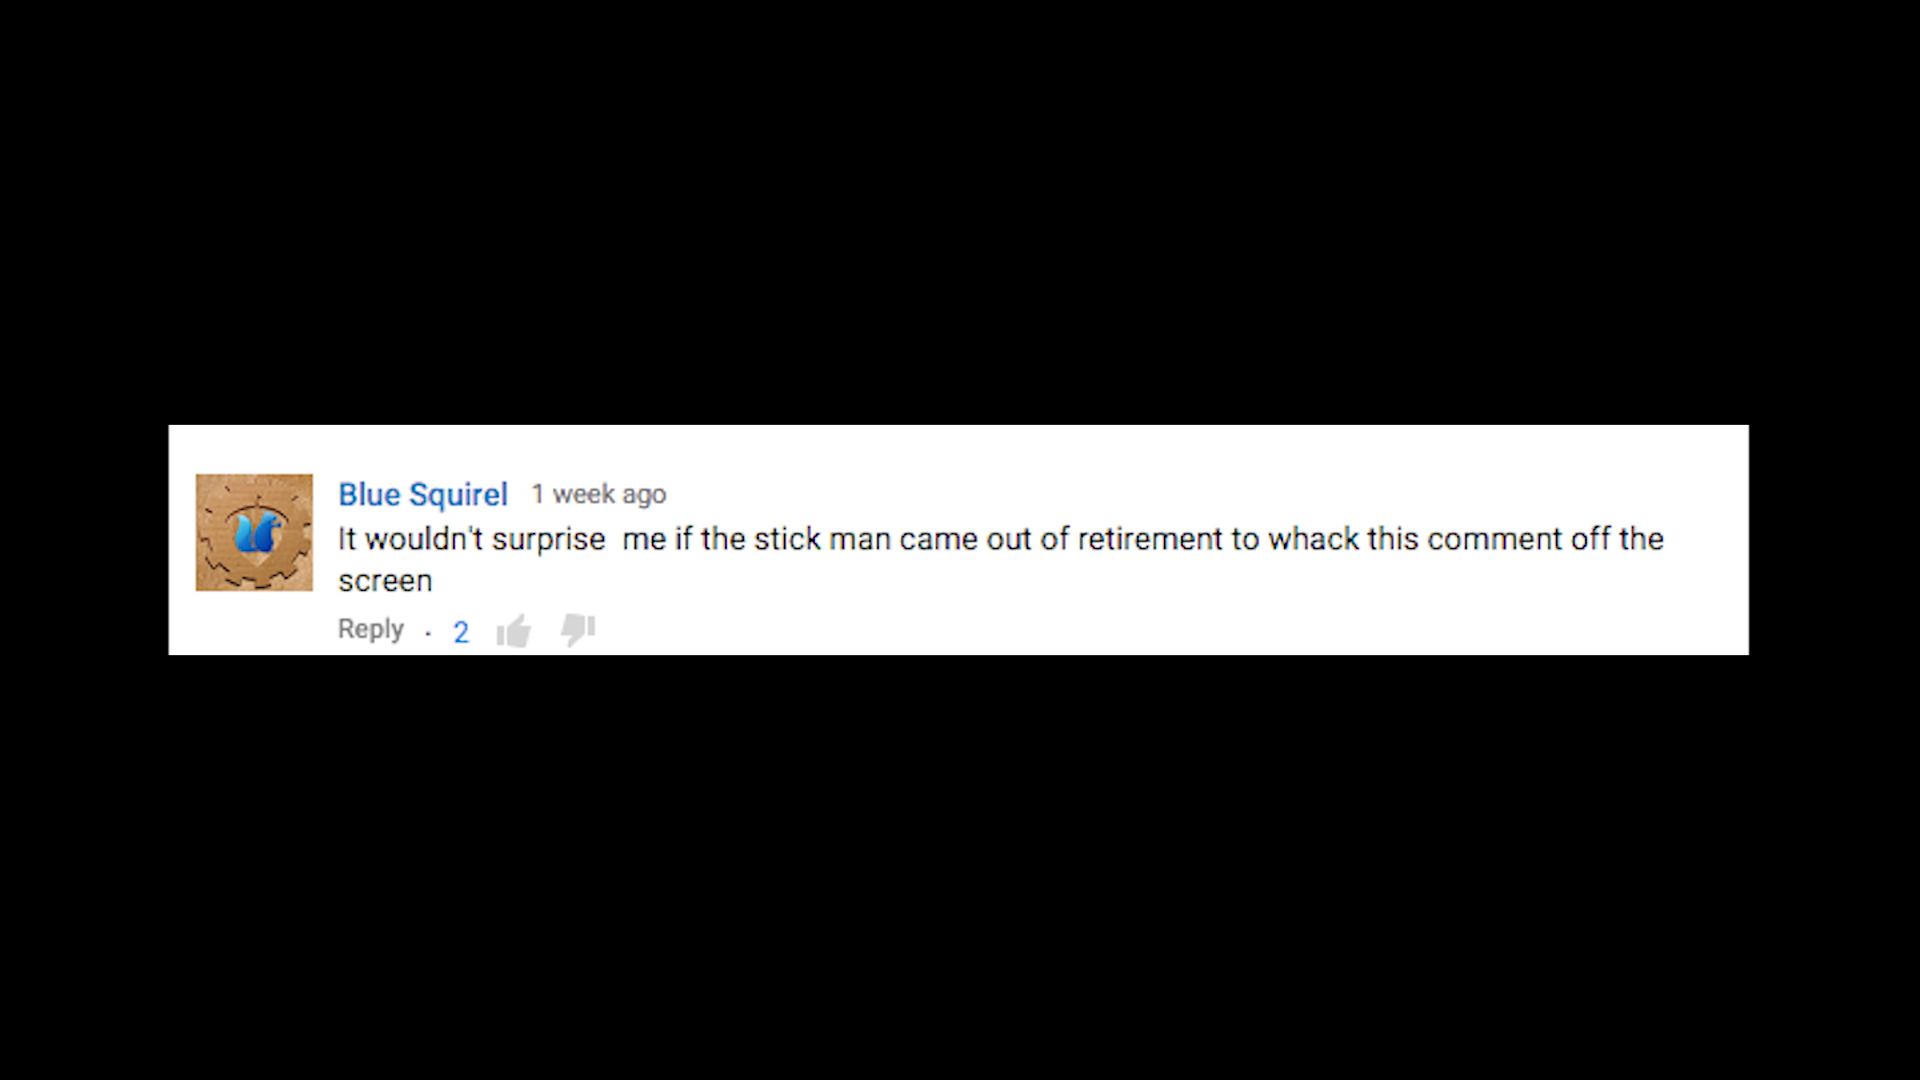 Blue Squirel 1 week ago
It wouldn't surprise  me if the stick man came out of retirement to whack this comment off the
screen
Reply · 2